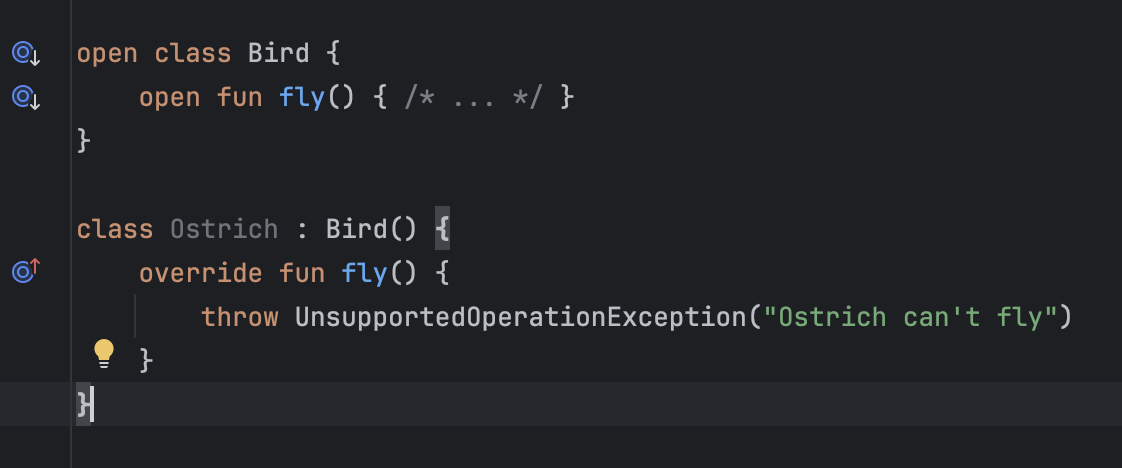 open class Bird {
    open fun fly() { /* ... */ }
}
class Ostrich : Bird() {
    override fun fly() {
        throw UnsupportedOperationException("Ostrich can't fly")
    }
}